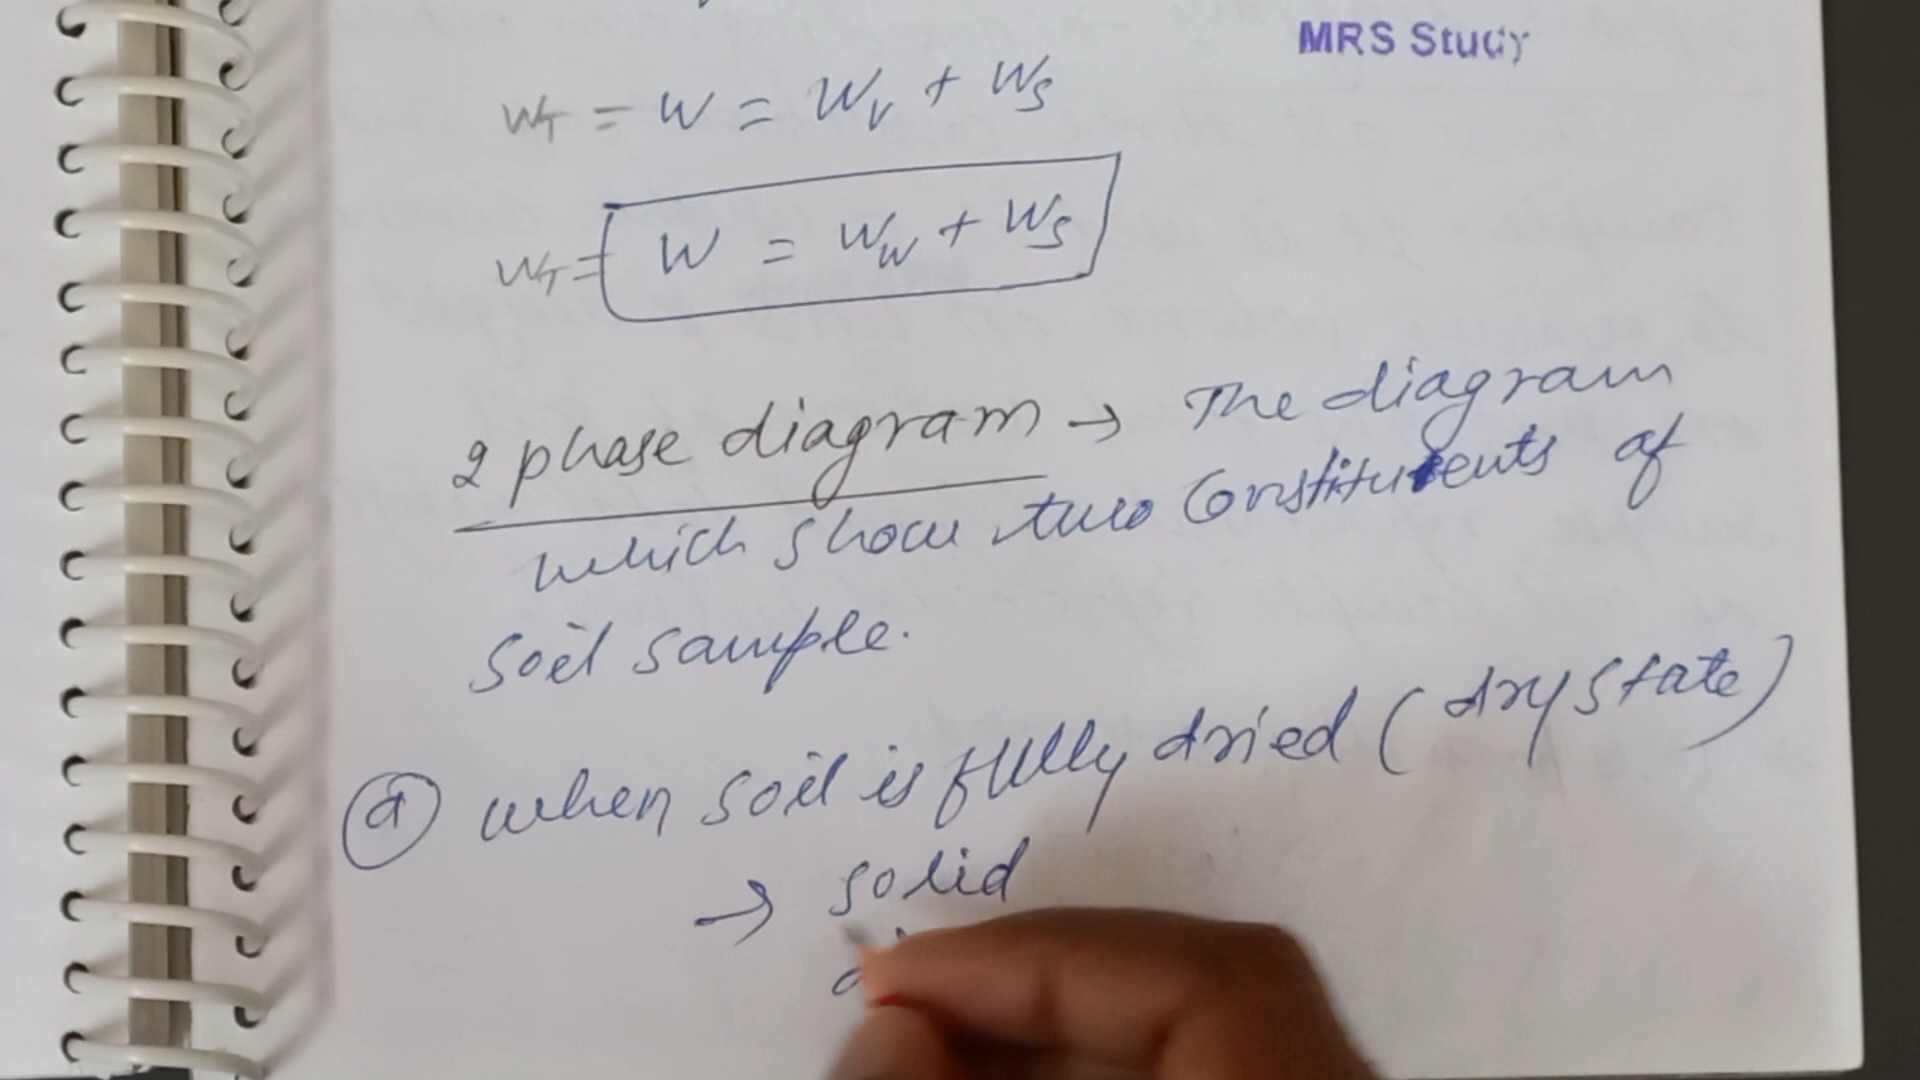 MRS Study
WT = W = Wv + Ws
WT = W = Ww + Ws
2 phase diagram → The diagram
which show two Constituents of
soil sample.
(a) when soil is fully dried (dry state)
→ solid